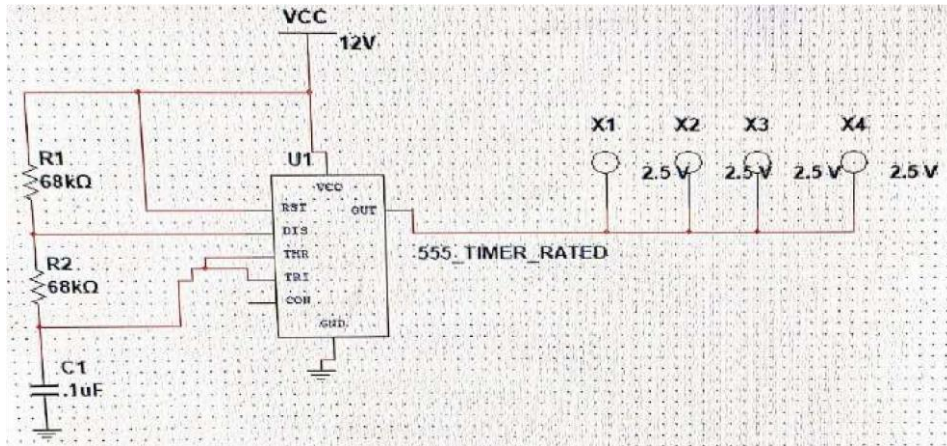 VCC
12V
X1
X2
X3
X4
R1
68kΩ
U1
VCC
2.5 V
2.5 V
2.5 V
2.5 V
RST
OUT
DIS
THR
555_TIMER_RATED
R2
68kΩ
TRI
CON
GND
C1
.1uF